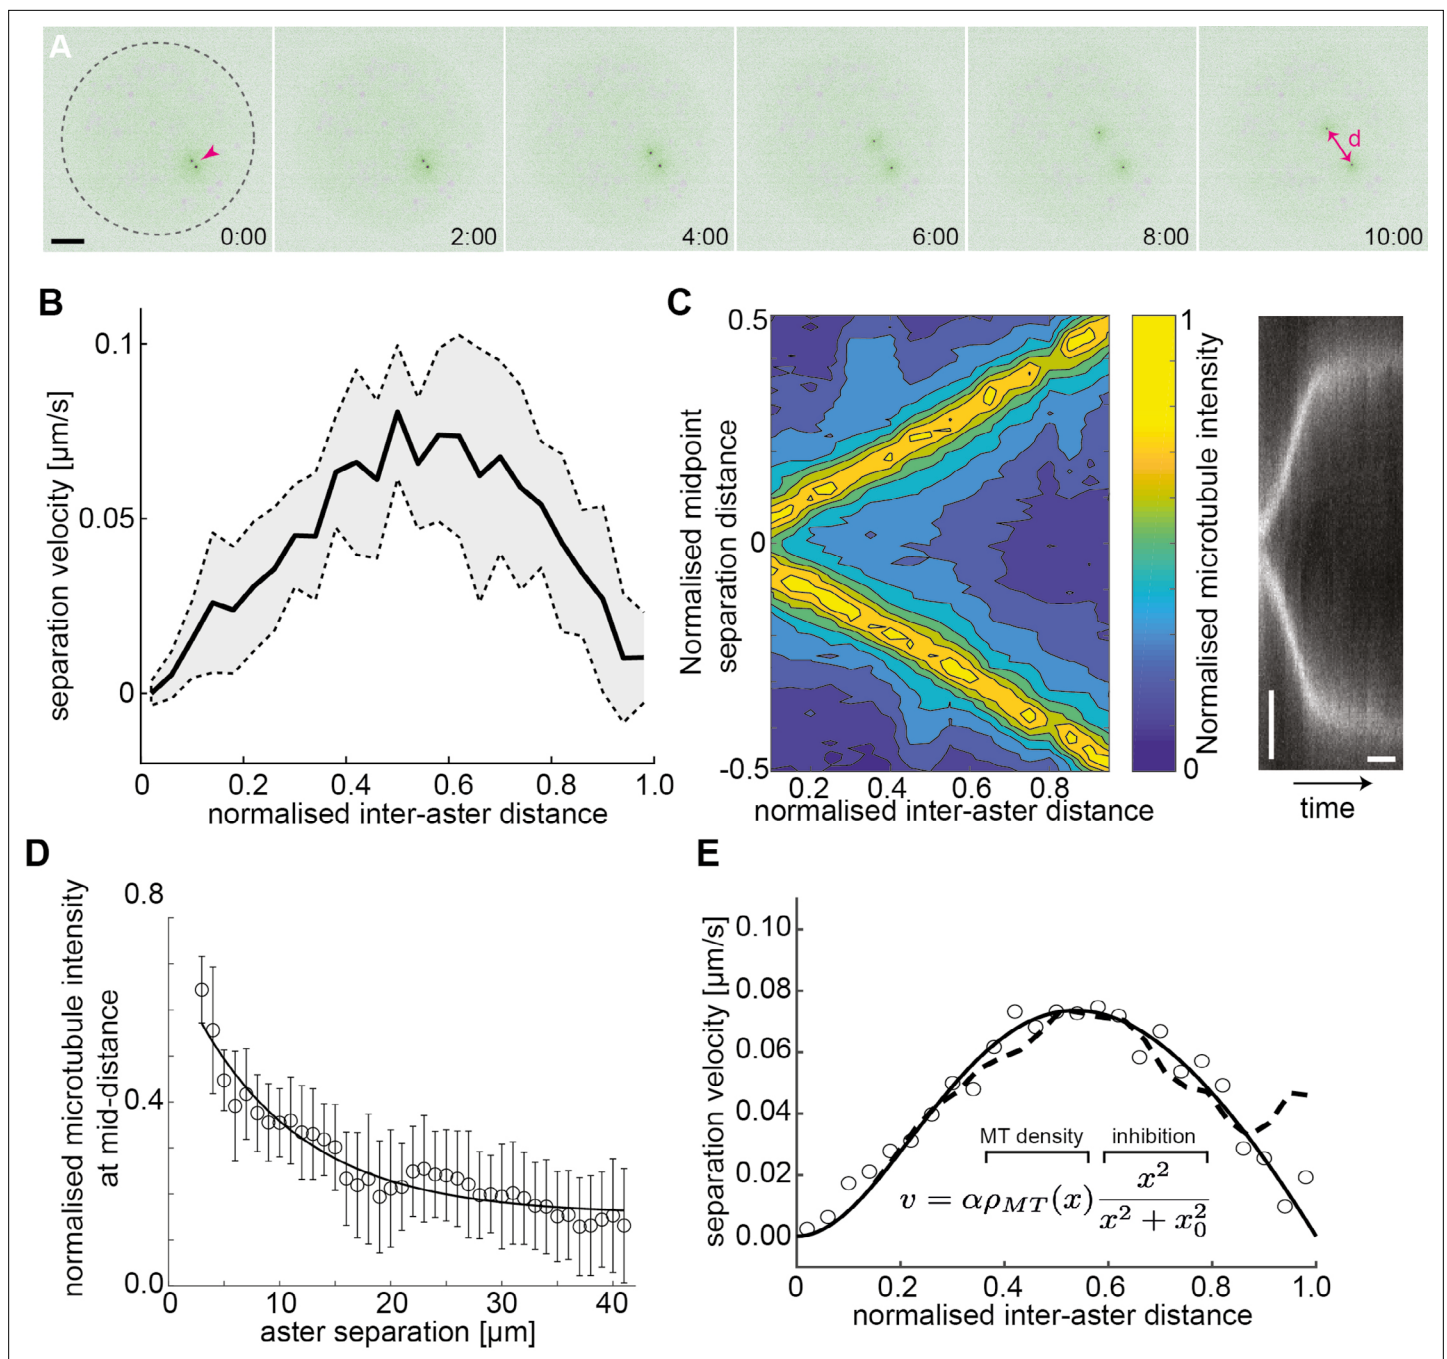 A
d
0:00
2:00
4:00
6:00
8:00
10:00
B
separation velocity [µm/s]
0.1
0.05
0
0
0.2
0.4
0.6
0.8
1.0
normalised inter-aster distance
C
Normalised midpoint
separation distance
0.5
0
-0.5
0.2
0.4
0.6
0.8
normalised inter-aster distance
1
0
Normalised microtubule intensity
time
D
normalised microtubule intensity
at mid-distance
0.8
0.4
0.0
0
10
20
30
40
aster separation [µm]
E
separation velocity [µm/s]
0.10
0.08
0.06
0.04
0.02
0.00
MT density
inhibition
v = αρ_{MT}(x) \frac{x^2}{x^2 + x_0^2}
0
0.2
0.4
0.6
0.8
1.0
normalised inter-aster distance